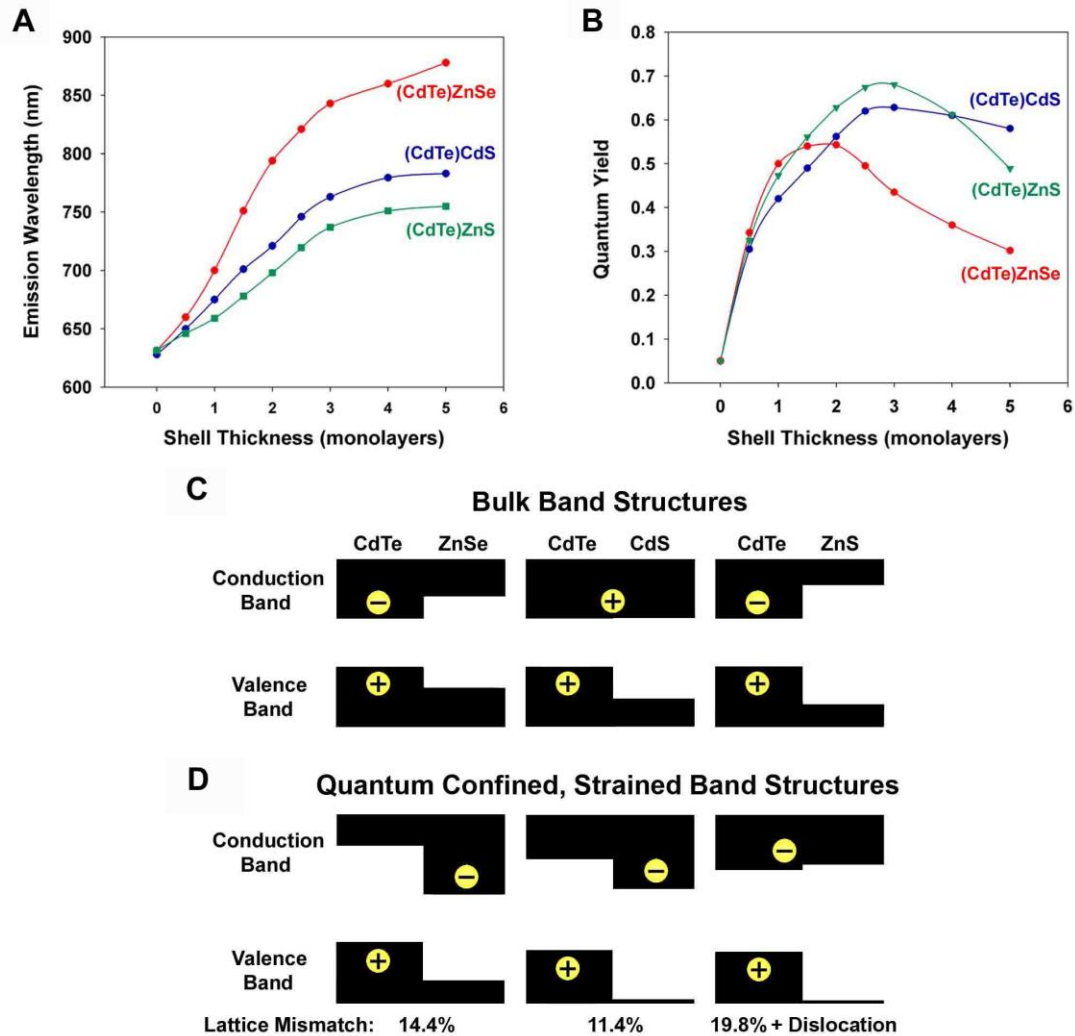 A
B
900
850
800
750
700
650
600
Emission Wavelength (nm)
(CdTe)ZnSe
(CdTe)CdS
(CdTe)ZnS
0 1 2 3 4 5 6
Shell Thickness (monolayers)
0.8
0.7
0.6
0.5
0.4
0.3
0.2
0.1
0.0
Quantum Yield
(CdTe)CdS
(CdTe)ZnS
(CdTe)ZnSe
0 1 2 3 4 5 6
Shell Thickness (monolayers)
C
Bulk Band Structures
CdTe ZnSe CdTe CdS CdTe ZnS
Conduction
Band
− + −
Valence
Band
+ + +
D
Quantum Confined, Strained Band Structures
Conduction
Band
− − −
Valence
Band
+ + +
Lattice Mismatch: 14.4% 11.4% 19.8% + Dislocation